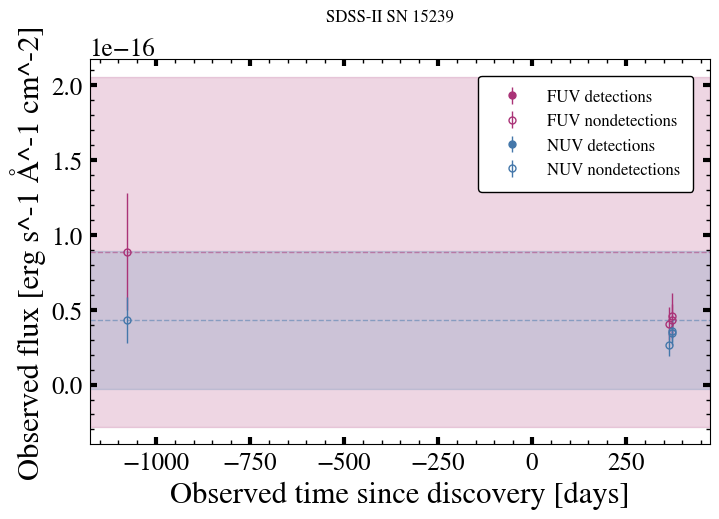 SDSS-II SN 15239
1e−16
2.0
1.5
1.0
0.5
0.0
Observed flux [erg s^-1 Å^-1 cm^-2]
FUV detections
FUV nondetections
NUV detections
NUV nondetections
−1000 −750 −500 −250 0 250
Observed time since discovery [days]